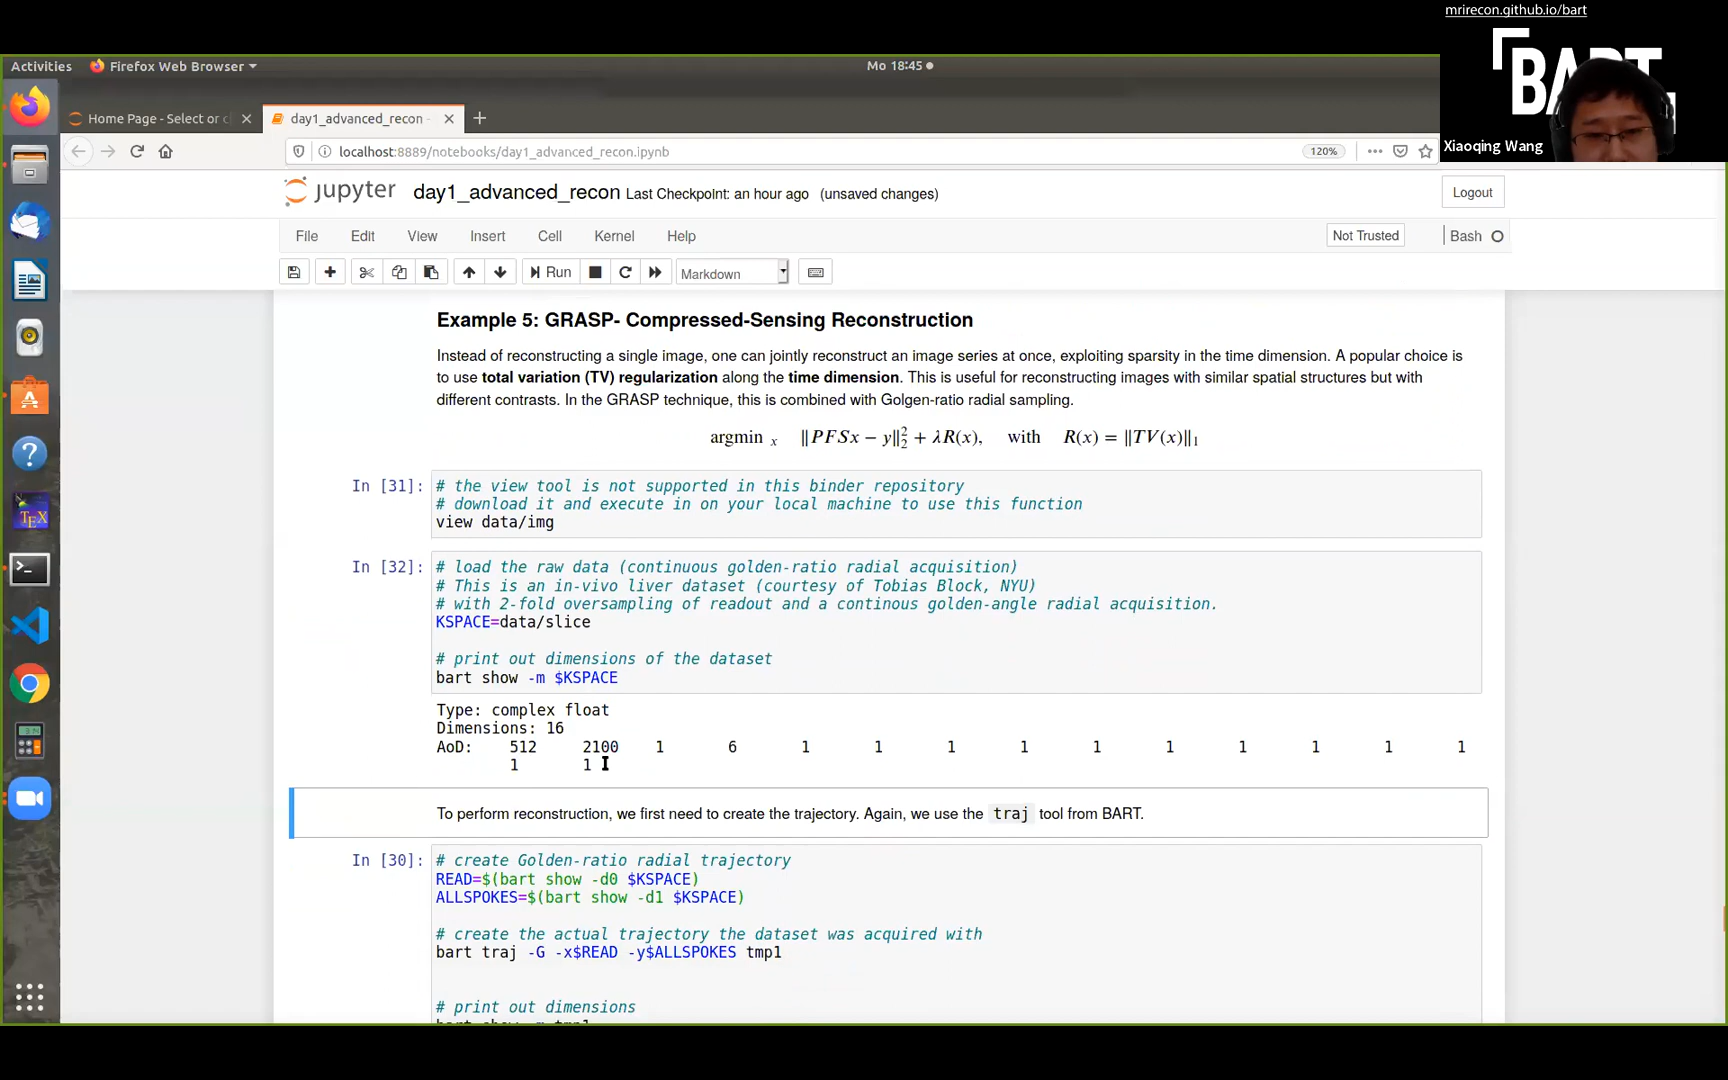 mrirecon.github.io/bart
BART
Xiaoqing Wang
Activities
Firefox Web Browser
Mo 18:45
Home Page - Select or c
day1_advanced_recon -
localhost:8889/notebooks/day1_advanced_recon.ipynb
120%
jupyter
day1_advanced_recon Last Checkpoint: an hour ago (unsaved changes)
Logout
File Edit View Insert Cell Kernel Help
Not Trusted
Bash
Run
Markdown
Example 5: GRASP- Compressed-Sensing Reconstruction
Instead of reconstructing a single image, one can jointly reconstruct an image series at once, exploiting sparsity in the time dimension. A popular choice is
to use total variation (TV) regularization along the time dimension. This is useful for reconstructing images with similar spatial structures but with
different contrasts. In the GRASP technique, this is combined with Golgen-ratio radial sampling.
argmin x ‖PFSx − y‖₂² + λR(x), with R(x) = ‖TV(x)‖₁
In [31]: # the view tool is not supported in this binder repository
# download it and execute in on your local machine to use this function
view data/img
In [32]: # load the raw data (continuous golden-ratio radial acquisition)
# This is an in-vivo liver dataset (courtesy of Tobias Block, NYU)
# with 2-fold oversampling of readout and a continous golden-angle radial acquisition.
KSPACE=data/slice
# print out dimensions of the dataset
bart show -m $KSPACE
Type: complex float
Dimensions: 16
AoD: 512 2100 1 6 1 1 1 1 1 1 1 1 1 1
1 1
To perform reconstruction, we first need to create the trajectory. Again, we use the traj tool from BART.
In [30]: # create Golden-ratio radial trajectory
READ=$(bart show -d0 $KSPACE)
ALLSPOKES=$(bart show -d1 $KSPACE)
# create the actual trajectory the dataset was acquired with
bart traj -G -x$READ -y$ALLSPOKES tmp1
# print out dimensions